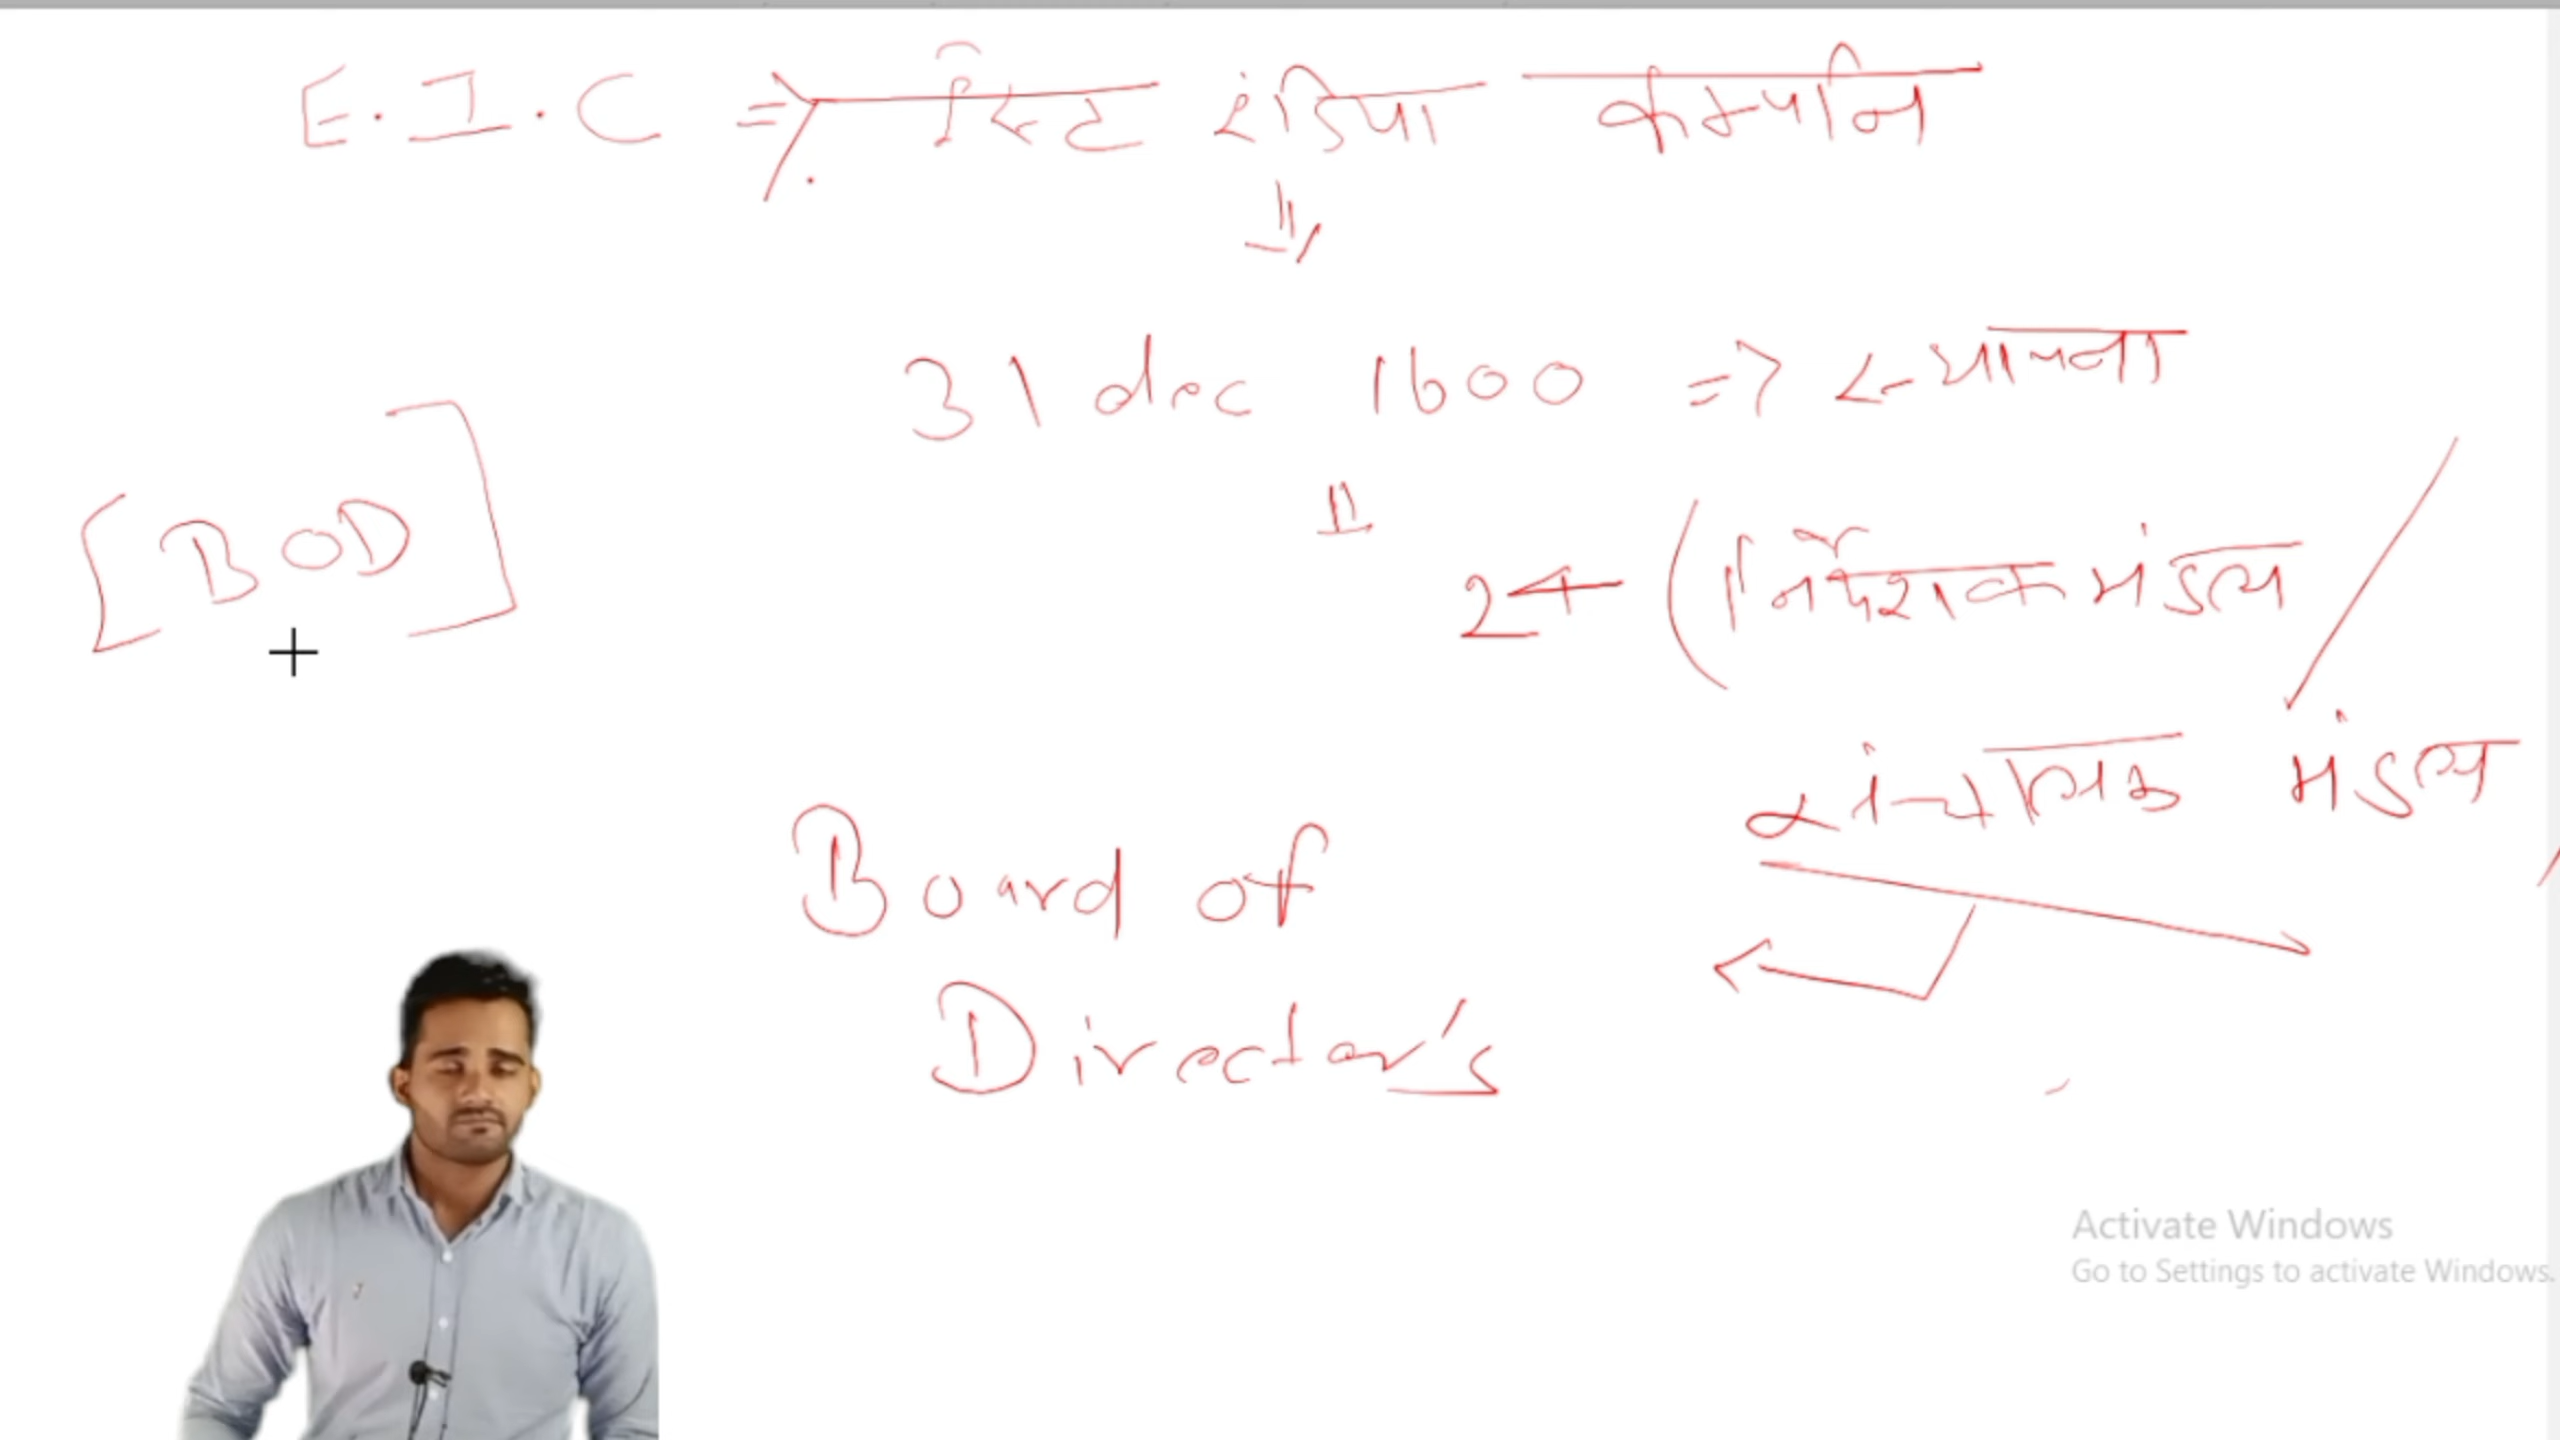 E.I.C => ईस्ट इंडिया कम्पनि
31 dec 1600 => स्थापना
[BOD]
24 (निर्देशक मंडल
संचालक मंडल
Board of
Director's
Activate Windows
Go to Settings to activate Windows.